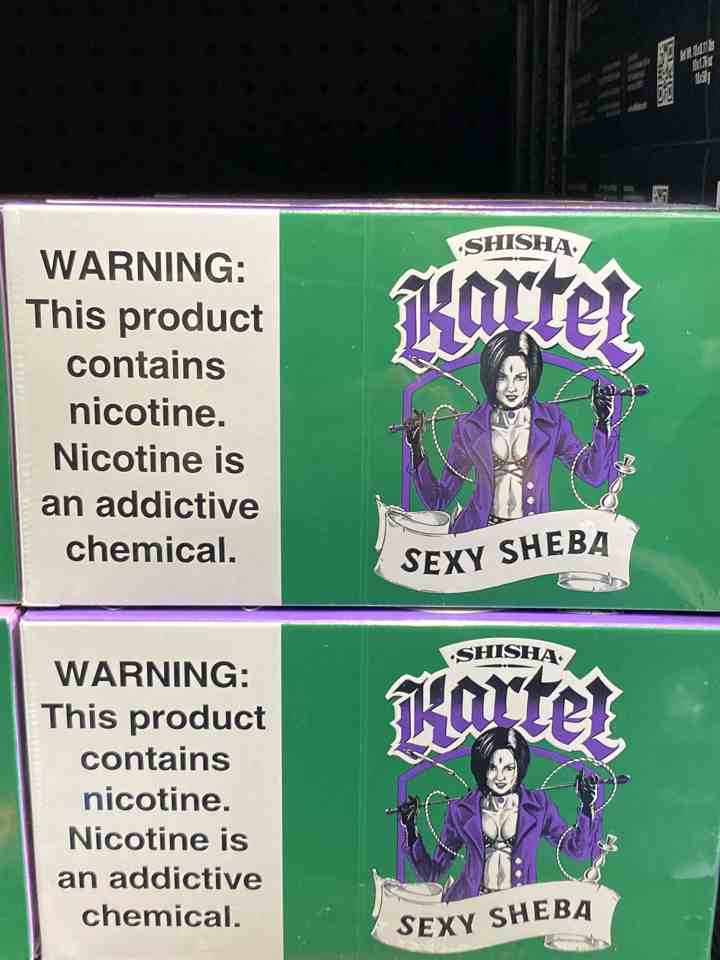 WARNING:
This product
contains
nicotine.
Nicotine is
an addictive
chemical.
·SHISHA·
Kartel
SEXY SHEBA
WARNING:
This product
contains
nicotine.
Nicotine is
an addictive
chemical.
·SHISHA·
Kartel
SEXY SHEBA